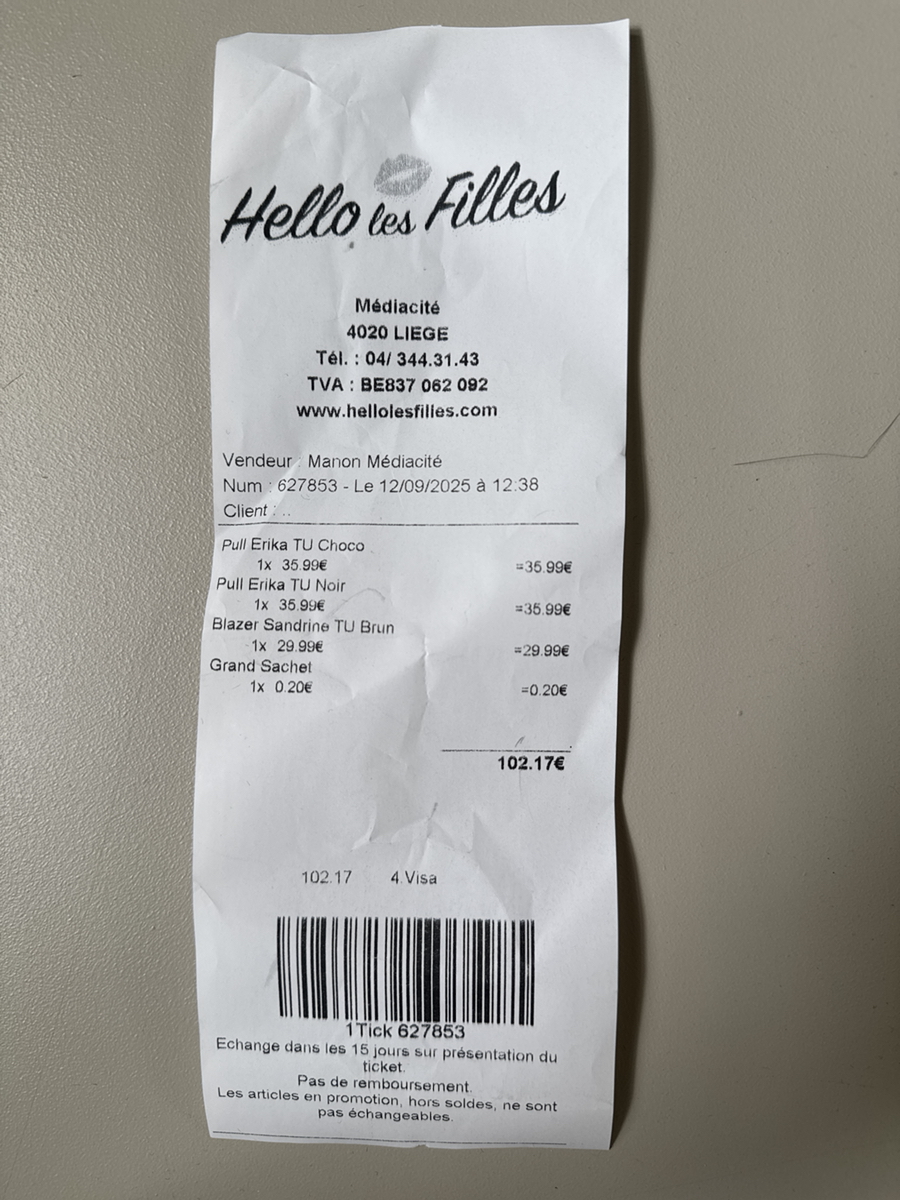 Hello les Filles
Médiacité
4020 LIEGE
Tél. : 04/ 344.31.43
TVA : BE837 062 092
www.hellolesfilles.com
Vendeur : Manon Médiacité
Num : 627853 - Le 12/09/2025 à 12:38
Client : ..
Pull Erika TU Choco
1x 35.99€ =35.99€
Pull Erika TU Noir
1x 35.99€ =35.99€
Blazer Sandrine TU Brun
1x 29.99€ =29.99€
Grand Sachet
1x 0.20€ =0.20€
102.17€
102.17 4.Visa
1Tick 627853
Echange dans les 15 jours sur présentation du
ticket.
Pas de remboursement.
Les articles en promotion, hors soldes, ne sont
pas échangeables.